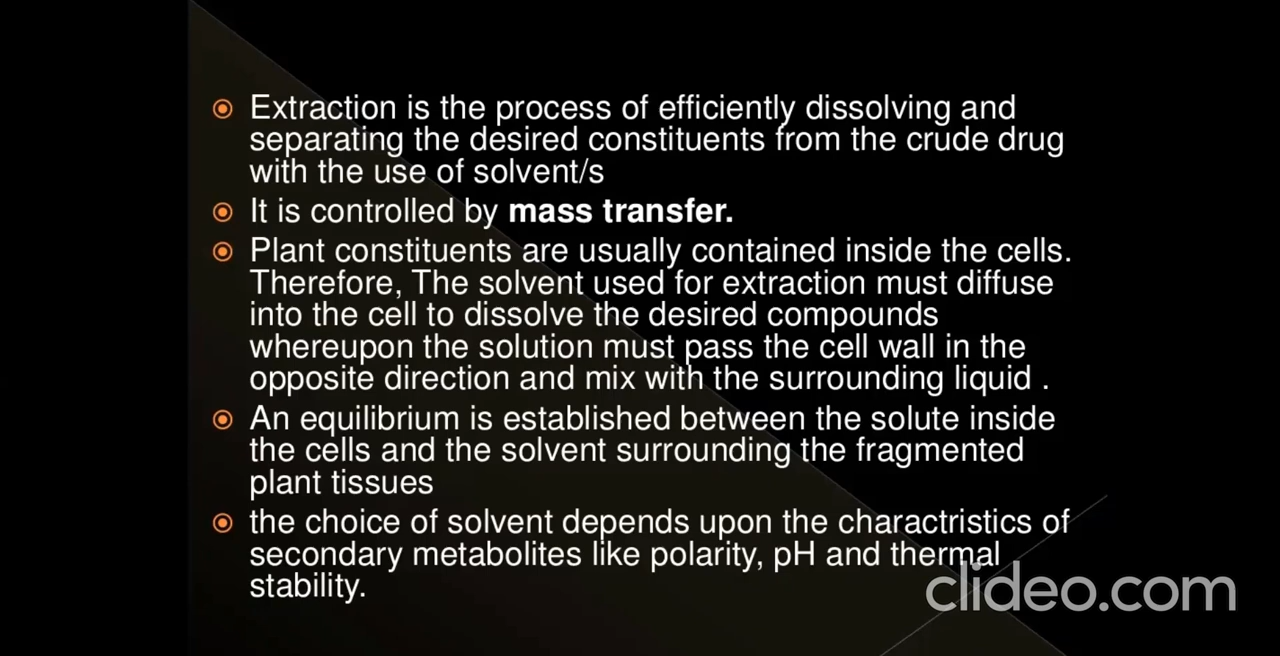 Extraction is the process of efficiently dissolving and
separating the desired constituents from the crude drug
with the use of solvent/s
It is controlled by mass transfer.
Plant constituents are usually contained inside the cells.
Therefore, The solvent used for extraction must diffuse
into the cell to dissolve the desired compounds
whereupon the solution must pass the cell wall in the
opposite direction and mix with the surrounding liquid .
An equilibrium is established between the solute inside
the cells and the solvent surrounding the fragmented
plant tissues
the choice of solvent depends upon the charactristics of
secondary metabolites like polarity, pH and thermal
stability.
clideo.com